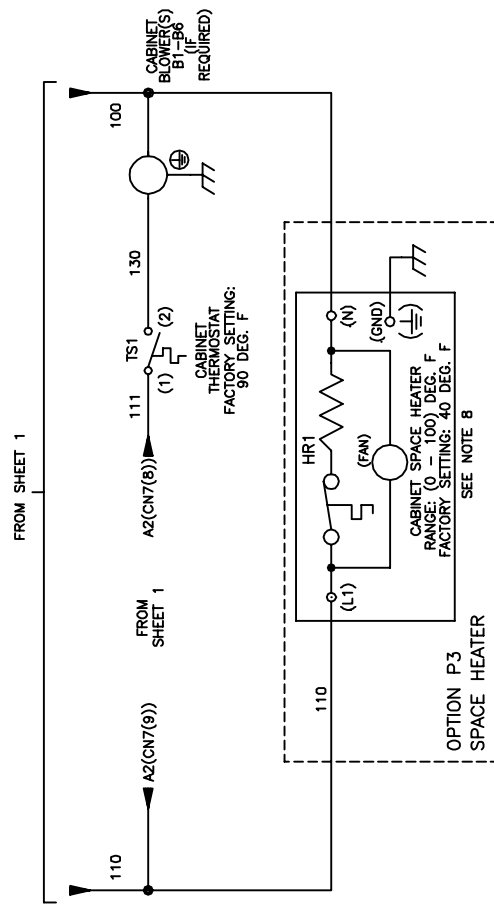 FROM SHEET 1
110
A2(CN7(9))
FROM
SHEET 1
A2(CN7(8))
111
TS1
(1)
(2)
CABINET
THERMOSTAT
FACTORY SETTING:
90 DEG. F
130
100
CABINET
BLOWER(S)
B1-B6
(IF
REQUIRED)
110
(L1)
HR1
(FAN)
(N)
(GND)
CABINET SPACE HEATER
RANGE: (0 - 100) DEG. F
FACTORY SETTING: 40 DEG. F
SEE NOTE 8
OPTION P3
SPACE HEATER